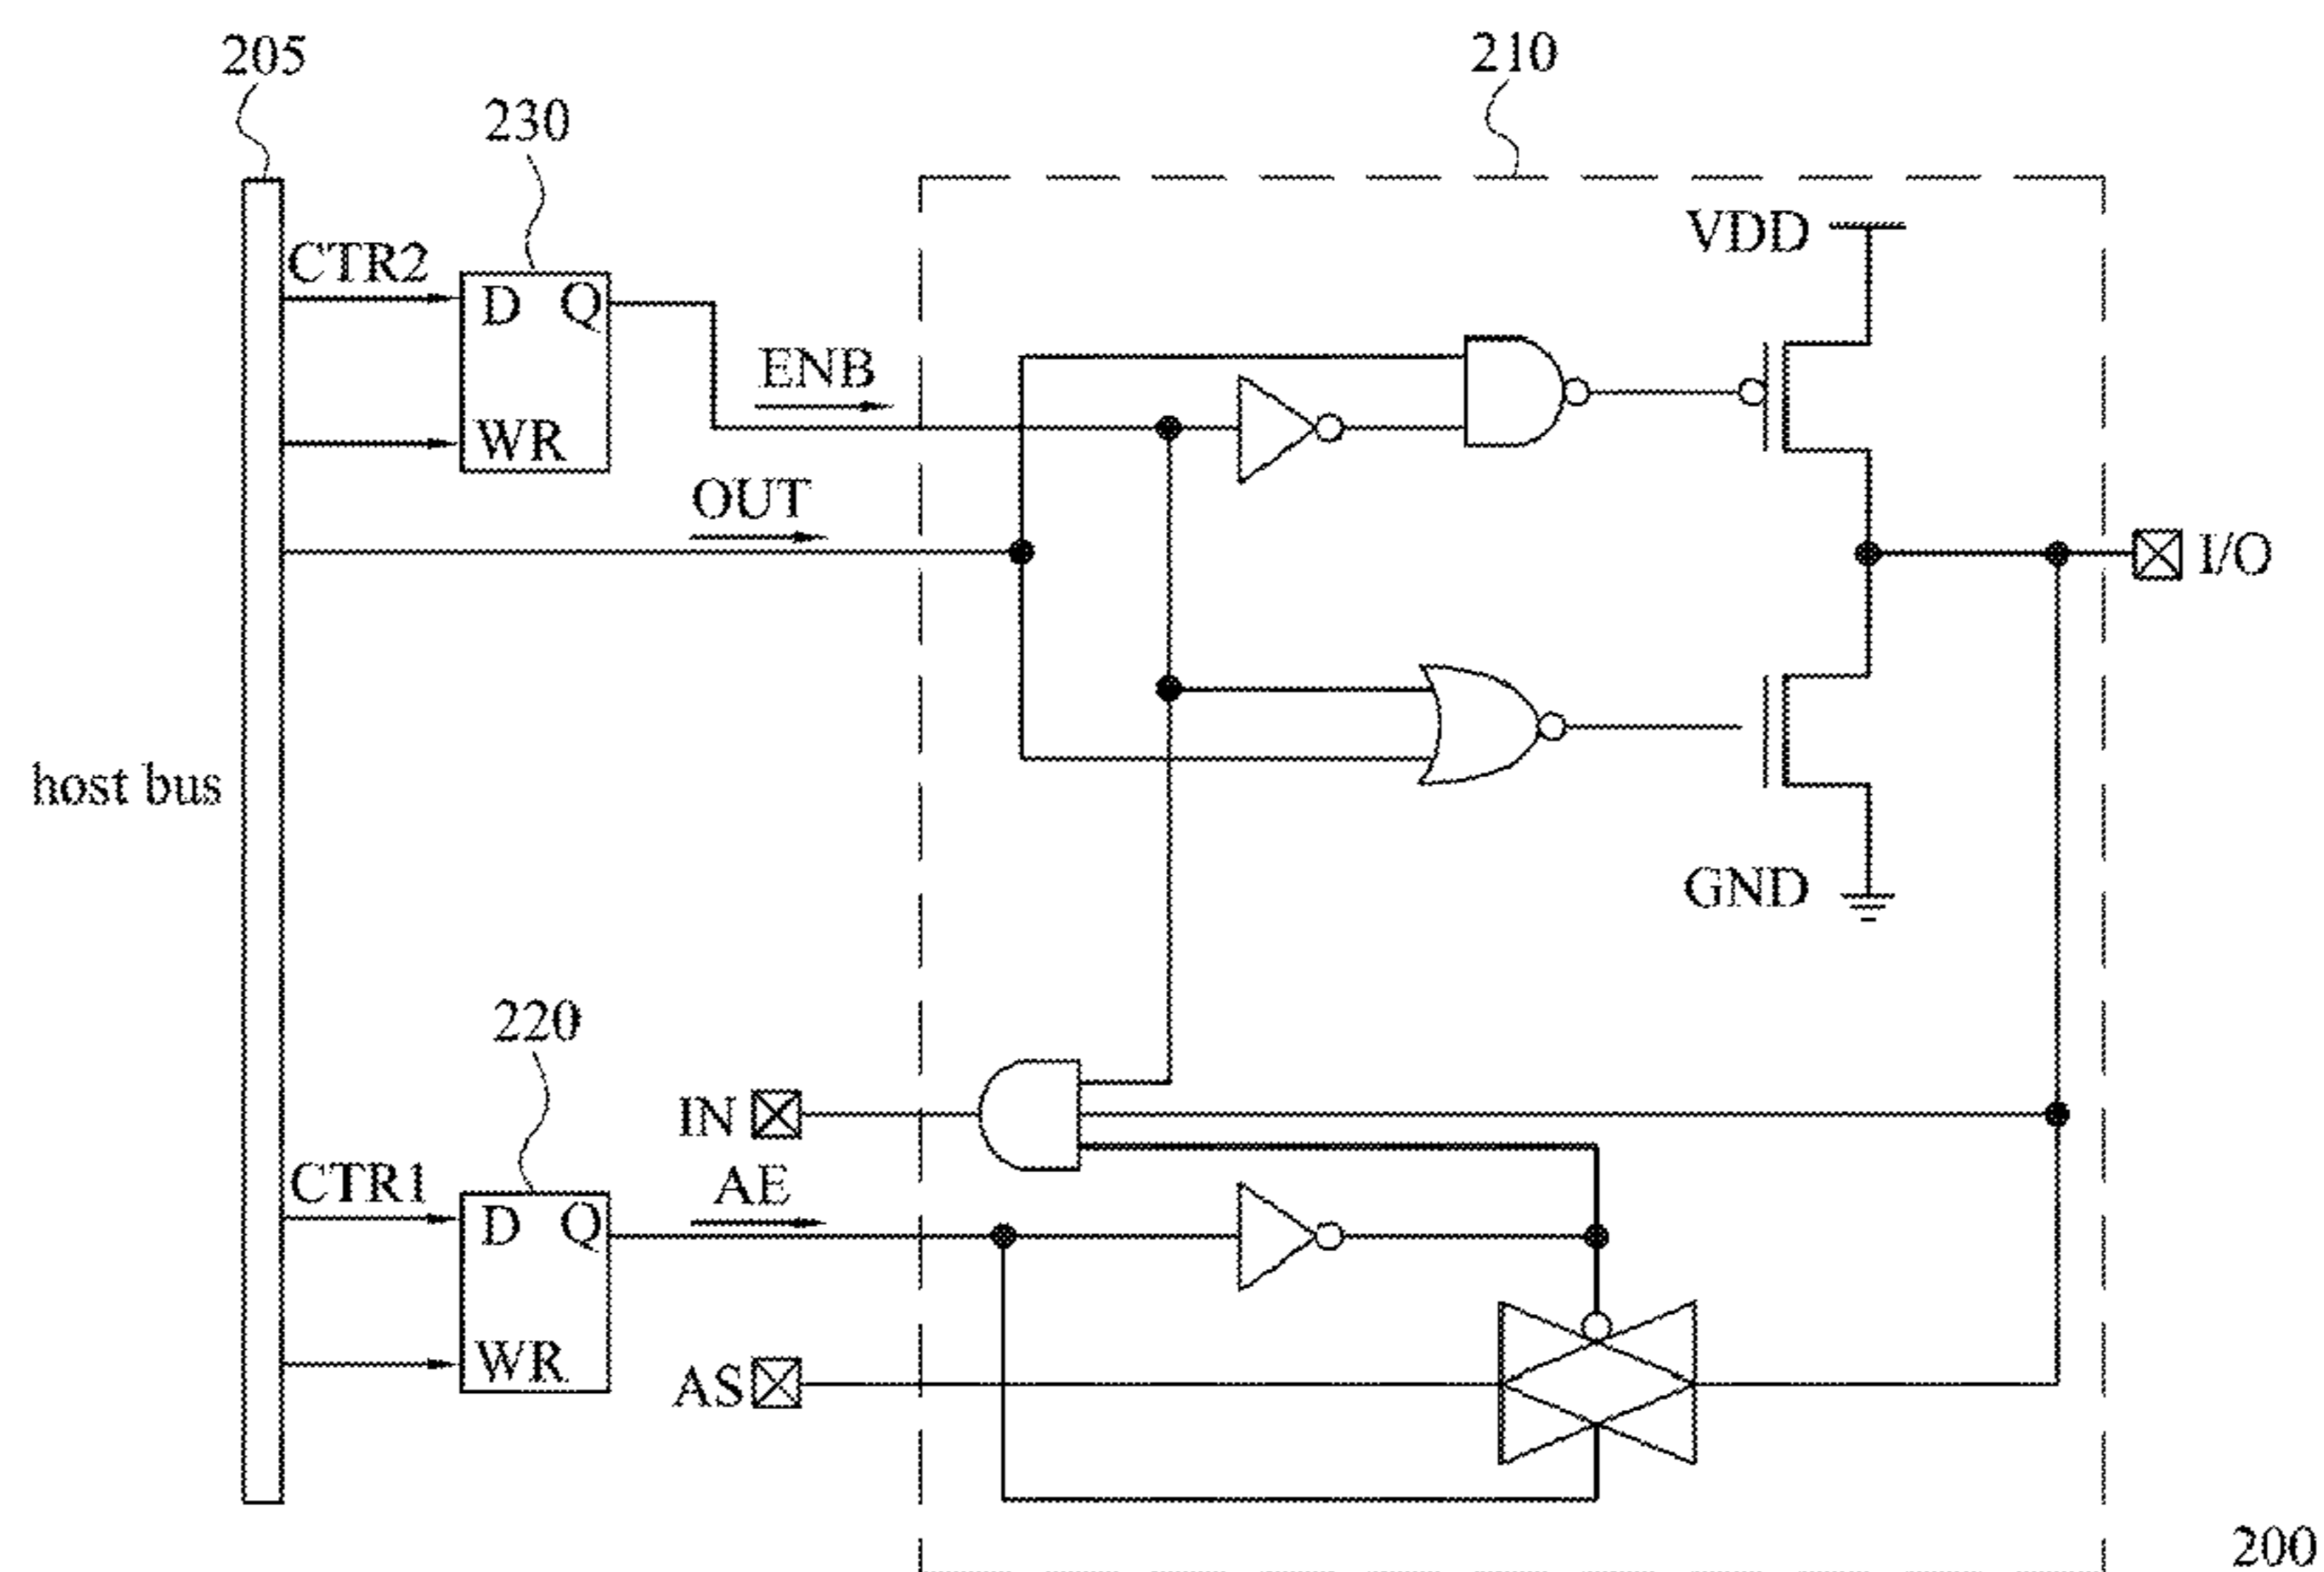 205
210
230
VDD
CTR2
D Q
ENB
WR
OUT
I/O
host bus
GND
220
IN
CTR1
AE
D Q
WR
AS
200